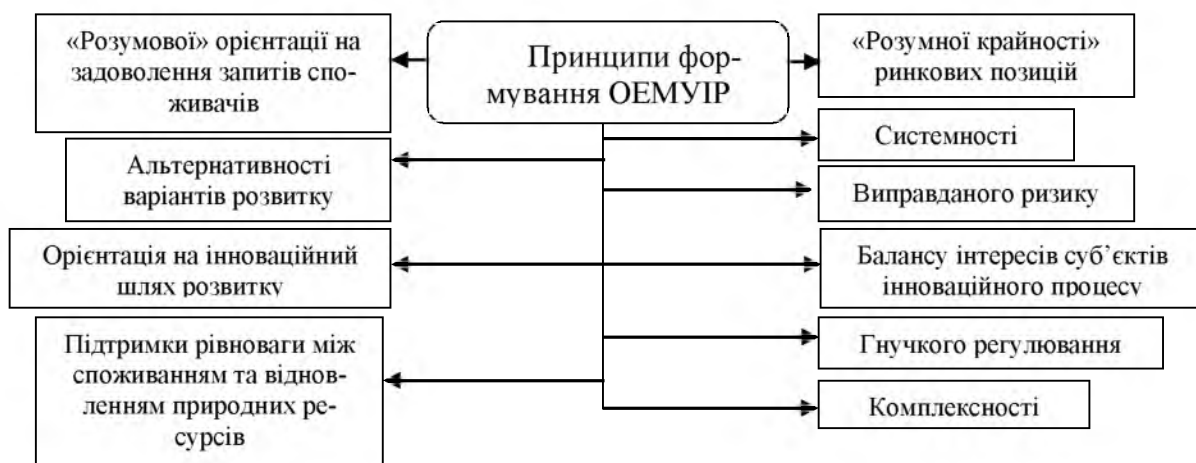 Принципи фор-
мування ОЕМУІР
«Розумової» орієнтації на
задоволення запитів спо-
живачів
Альтернативності
варіантів розвитку
Орієнтація на інноваційний
шлях розвитку
Підтримки рівноваги між
споживанням та віднов-
ленням природних ре-
сурсів
«Розумної крайності»
ринкових позицій
Системності
Виправданого ризику
Балансу інтересів суб’єктів
інноваційного процесу
Гнучкого регулювання
Комплексності